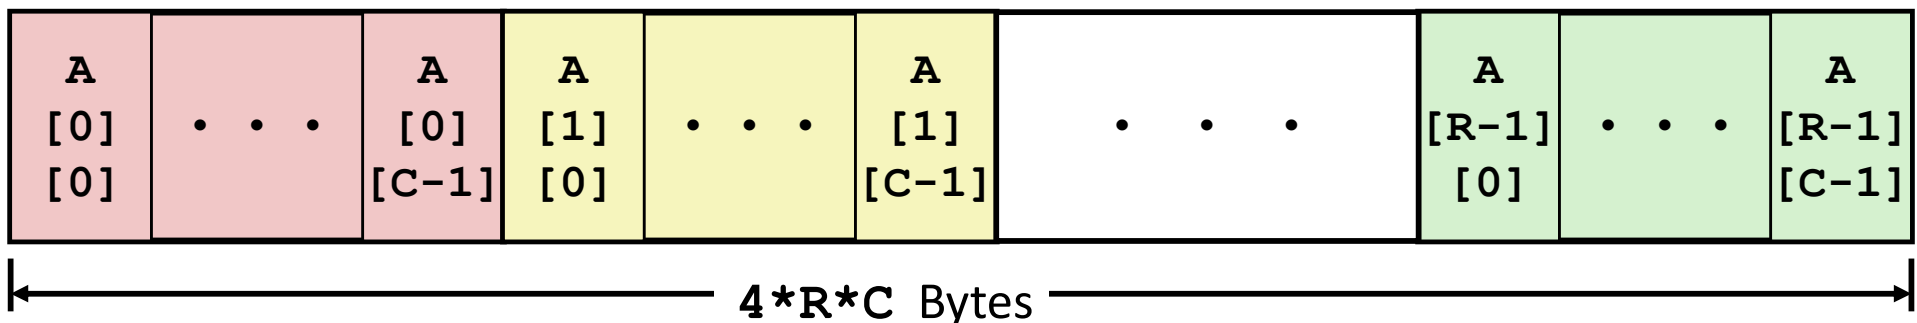 A A A A A A
[0] · · · [0] [1] · · · [1] · · · [R-1] · · · [R-1]
[0] [C-1] [0] [C-1] [0] [C-1]
4*R*C Bytes